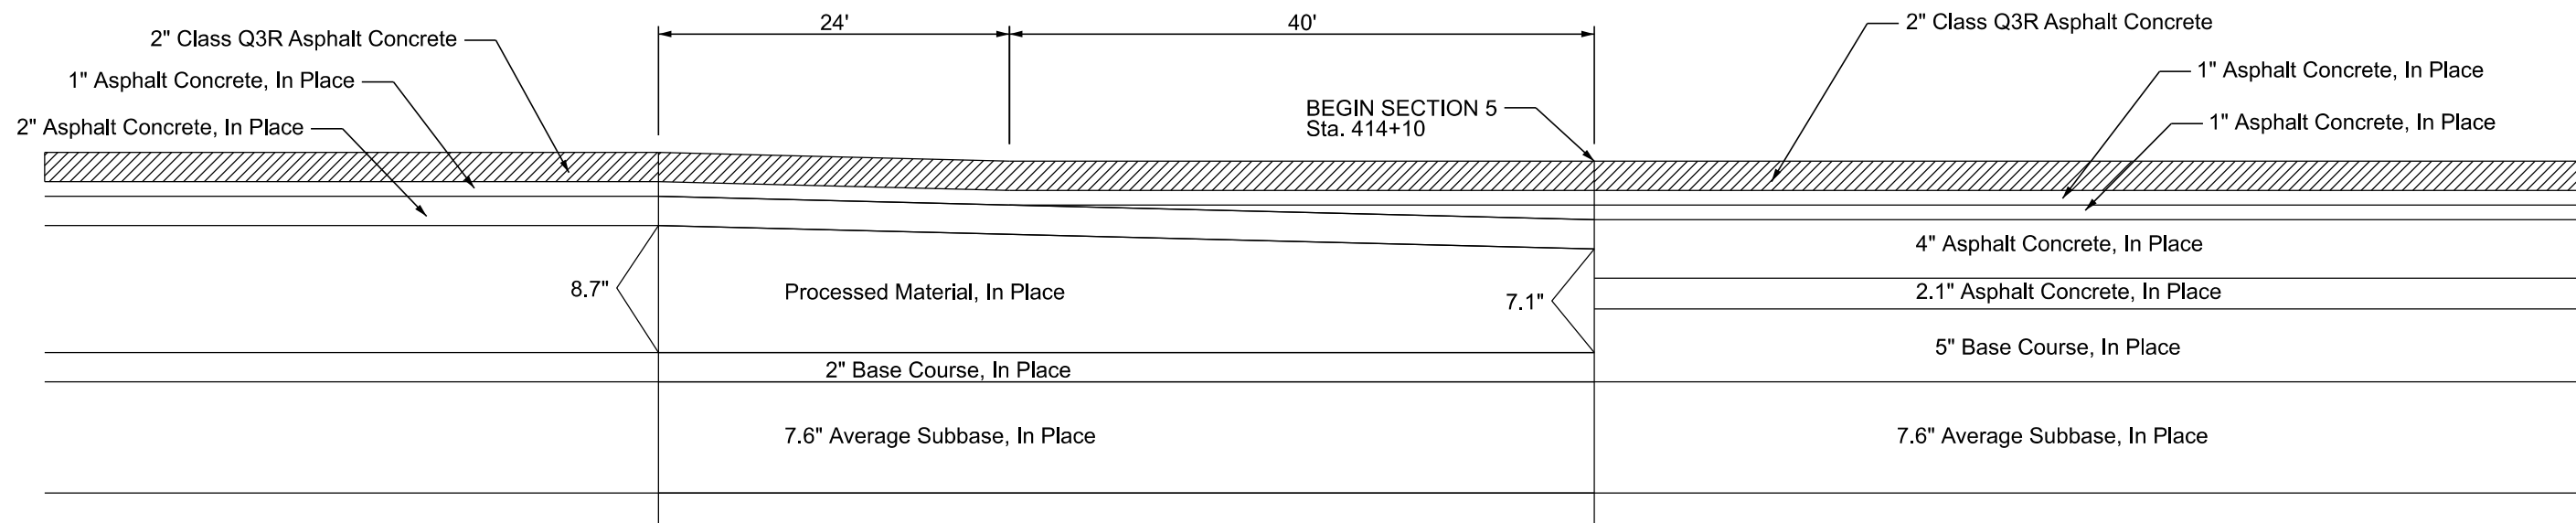 24'
40'
2" Class Q3R Asphalt Concrete
2" Class Q3R Asphalt Concrete
1" Asphalt Concrete, In Place
1" Asphalt Concrete, In Place
BEGIN SECTION 5
Sta. 414+10
2" Asphalt Concrete, In Place
1" Asphalt Concrete, In Place
4" Asphalt Concrete, In Place
8.7"
Processed Material, In Place
7.1"
2.1" Asphalt Concrete, In Place
5" Base Course, In Place
2" Base Course, In Place
7.6" Average Subbase, In Place
7.6" Average Subbase, In Place